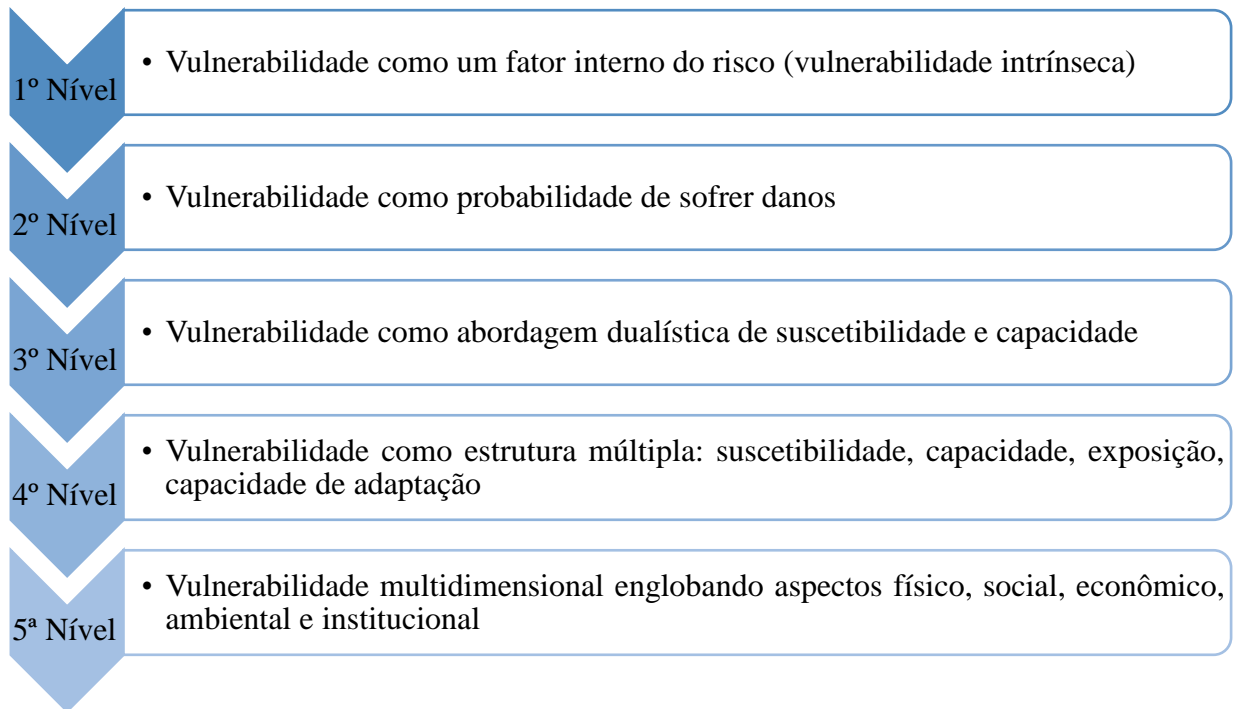 1º Nível
• Vulnerabilidade como um fator interno do risco (vulnerabilidade intrínseca)
2º Nível
• Vulnerabilidade como probabilidade de sofrer danos
3º Nível
• Vulnerabilidade como abordagem dualística de suscetibilidade e capacidade
4º Nível
• Vulnerabilidade como estrutura múltipla: suscetibilidade, capacidade, exposição,
capacidade de adaptação
5ª Nível
• Vulnerabilidade multidimensional englobando aspectos físico, social, econômico,
ambiental e institucional